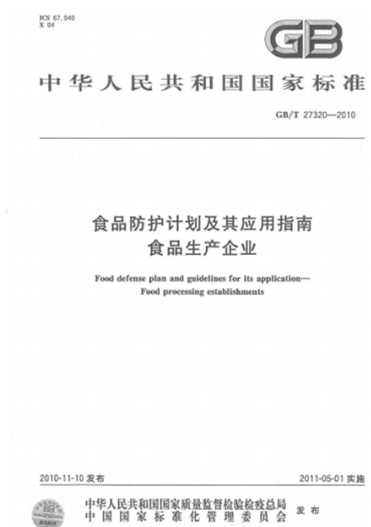 ICS 67.040
X 04
GB
中华人民共和国国家标准
GB/T 27320—2010
食品防护计划及其应用指南
食品生产企业
Food defense plan and guidelines for its application—
Food processing establishments
2010-11-10 发布
2011-05-01 实施
中华人民共和国国家质量监督检验检疫总局
中国国家标准化管理委员会
发布